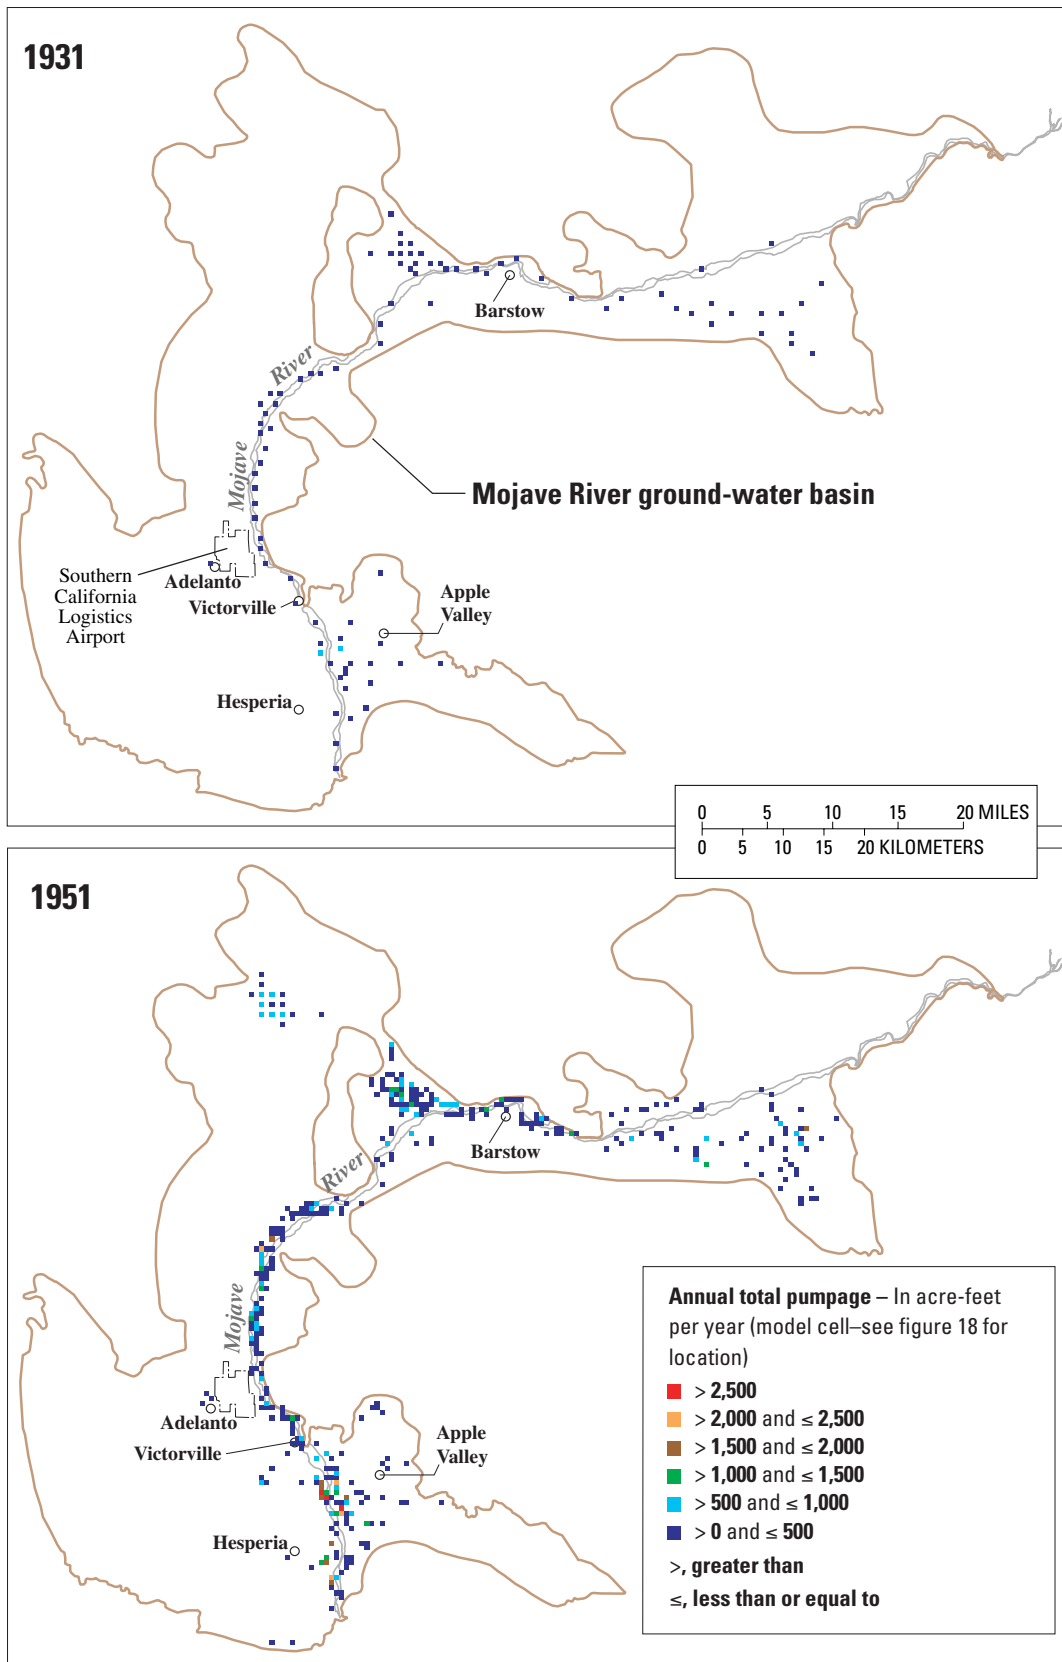 1931
Barstow
River
Mojave
Mojave River ground-water basin
Southern
California
Logistics
Airport
Adelanto
Victorville
Apple
Valley
Hesperia
0 5 10 15 20 MILES
0 5 10 15 20 KILOMETERS
1951
Barstow
River
Mojave
Adelanto
Victorville
Apple
Valley
Hesperia
Annual total pumpage – In acre-feet
per year (model cell–see figure 18 for
location)
> 2,500
> 2,000 and ≤ 2,500
> 1,500 and ≤ 2,000
> 1,000 and ≤ 1,500
> 500 and ≤ 1,000
> 0 and ≤ 500
>, greater than
≤, less than or equal to